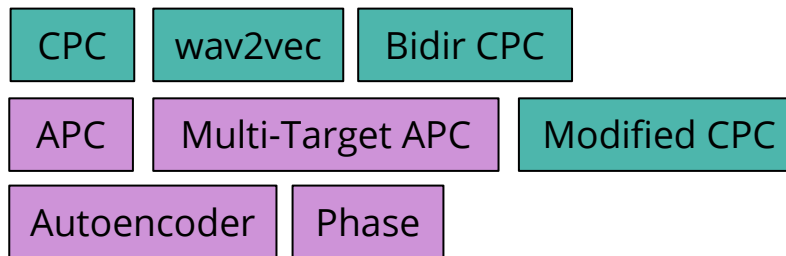 CPC wav2vec Bidir CPC
APC Multi-Target APC Modified CPC
Autoencoder Phase